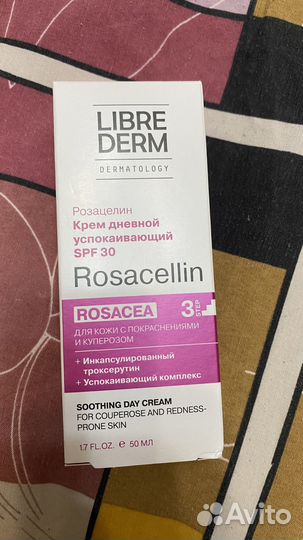 LIBRE
DERM
DERMATOLOGY
Розацелин
Крем дневной
успокаивающий
SPF 30
Rosacellin
ROSACEA
3 STEP
ДЛЯ КОЖИ С ПОКРАСНЕНИЯМИ
И КУПЕРОЗОМ
+ Инкапсулированный
троксерутин
+ Успокаивающий комплекс
SOOTHING DAY CREAM
FOR COUPEROSE AND REDNESS-
PRONE SKIN
1.7 FL.OZ. ℮ 50 МЛ
Avito